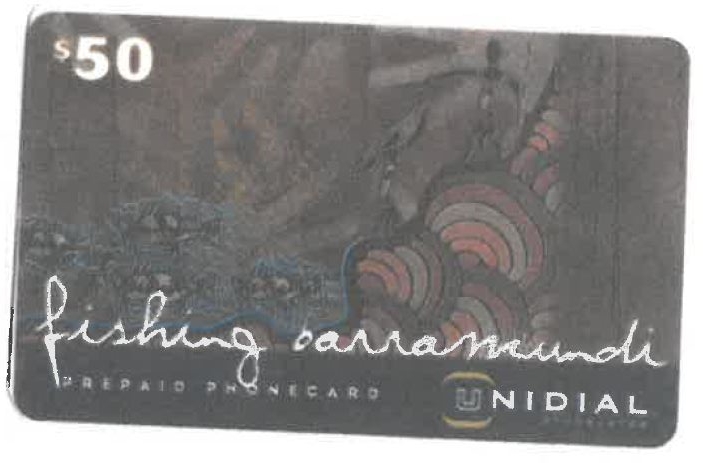 $50
fishing barramundi
PREPAID PHONECARD
UNIDIAL